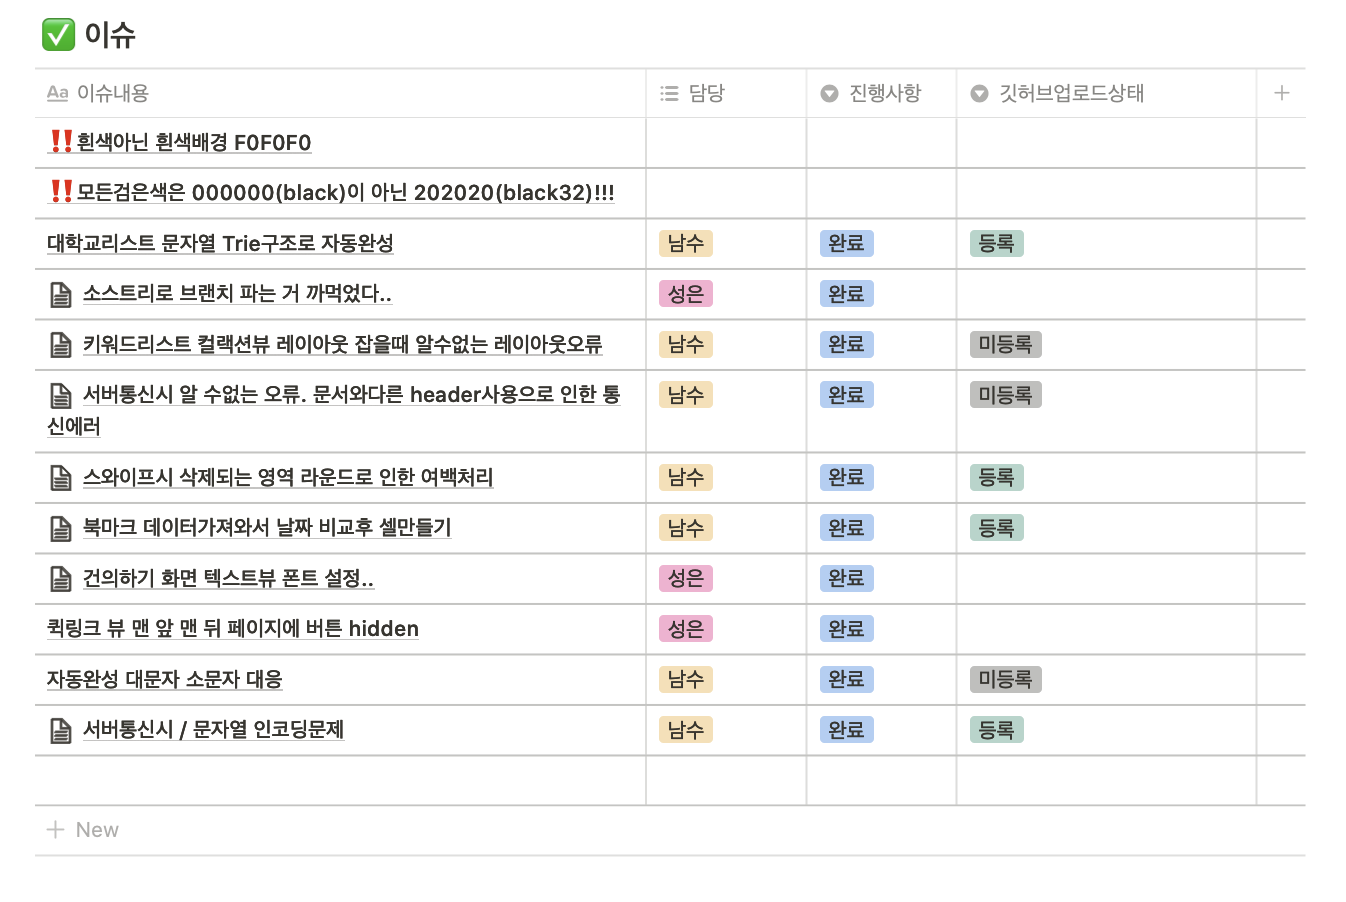 ✅ 이슈
Aa 이슈내용 담당 진행사항 깃허브업로드상태 +
‼️흰색아닌 흰색배경 F0F0F0
‼️모든검은색은 000000(black)이 아닌 202020(black32)!!!
대학교리스트 문자열 Trie구조로 자동완성 남수 완료 등록
소스트리로 브랜치 파는 거 까먹었다.. 성은 완료
키워드리스트 컬랙션뷰 레이아웃 잡을때 알수없는 레이아웃오류 남수 완료 미등록
서버통신시 알 수없는 오류. 문서와다른 header사용으로 인한 통 남수 완료 미등록
신에러
스와이프시 삭제되는 영역 라운드로 인한 여백처리 남수 완료 등록
북마크 데이터가져와서 날짜 비교후 셀만들기 남수 완료 등록
건의하기 화면 텍스트뷰 폰트 설정.. 성은 완료
퀵링크 뷰 맨 앞 맨 뒤 페이지에 버튼 hidden 성은 완료
자동완성 대문자 소문자 대응 남수 완료 미등록
서버통신시 / 문자열 인코딩문제 남수 완료 등록
+ New